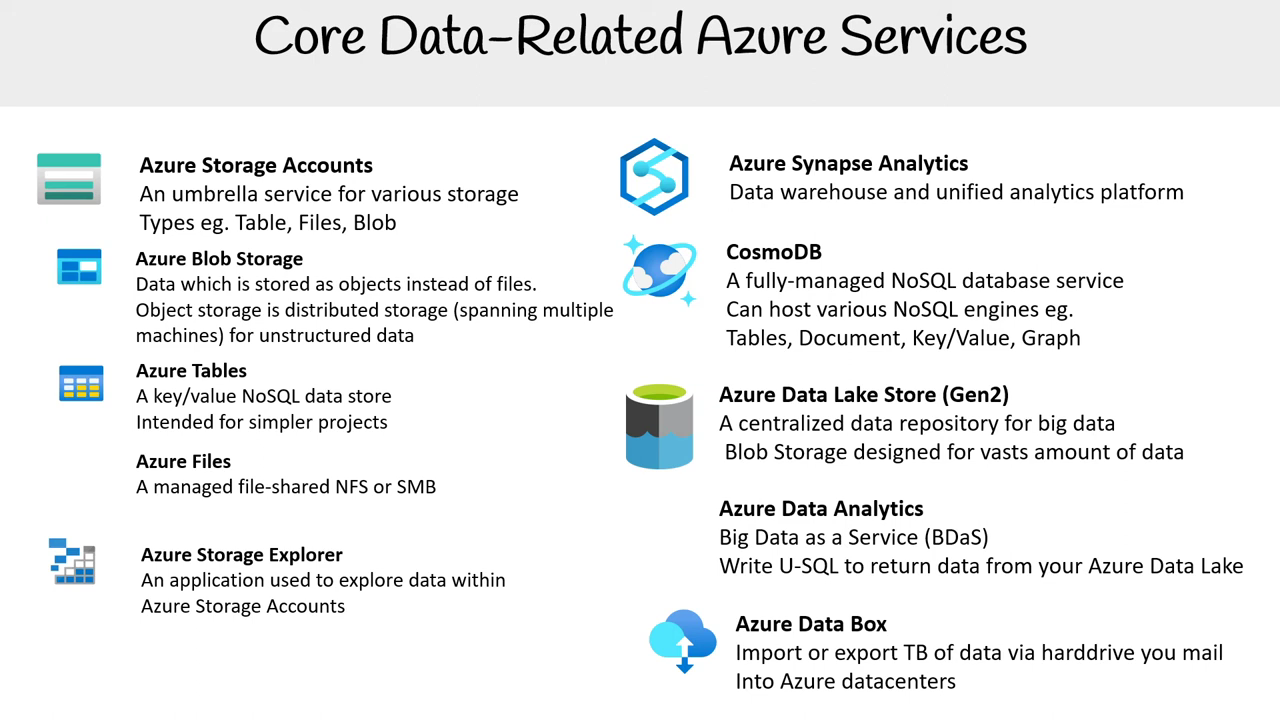 Core Data-Related Azure Services
Azure Storage Accounts
An umbrella service for various storage
Types eg. Table, Files, Blob
Azure Blob Storage
Data which is stored as objects instead of files.
Object storage is distributed storage (spanning multiple
machines) for unstructured data
Azure Tables
A key/value NoSQL data store
Intended for simpler projects
Azure Files
A managed file-shared NFS or SMB
Azure Storage Explorer
An application used to explore data within
Azure Storage Accounts
Azure Synapse Analytics
Data warehouse and unified analytics platform
CosmoDB
A fully-managed NoSQL database service
Can host various NoSQL engines eg.
Tables, Document, Key/Value, Graph
Azure Data Lake Store (Gen2)
A centralized data repository for big data
Blob Storage designed for vasts amount of data
Azure Data Analytics
Big Data as a Service (BDaS)
Write U-SQL to return data from your Azure Data Lake
Azure Data Box
Import or export TB of data via harddrive you mail
Into Azure datacenters